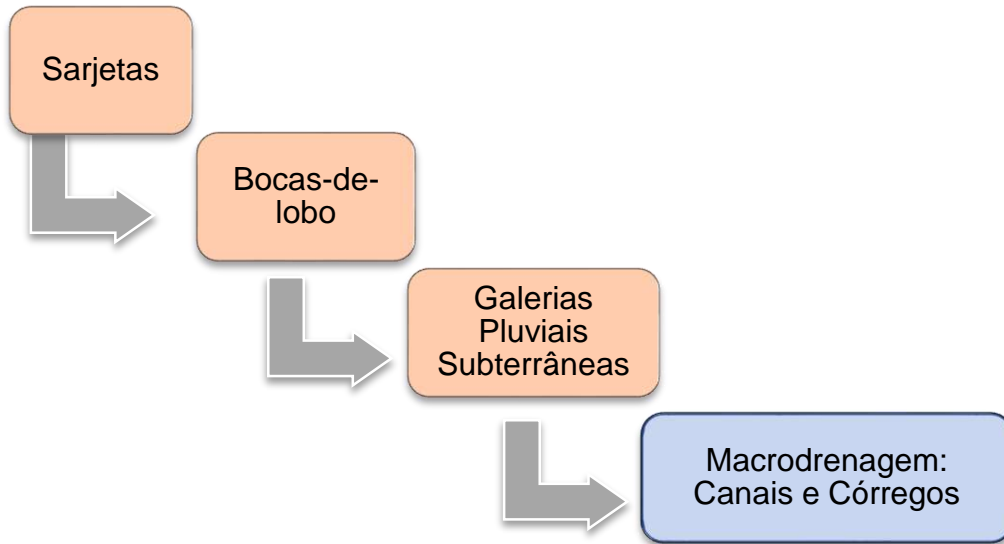 Sarjetas
Bocas-de-
lobo
Galerias
Pluviais
Subterrâneas
Macrodrenagem:
Canais e Córregos